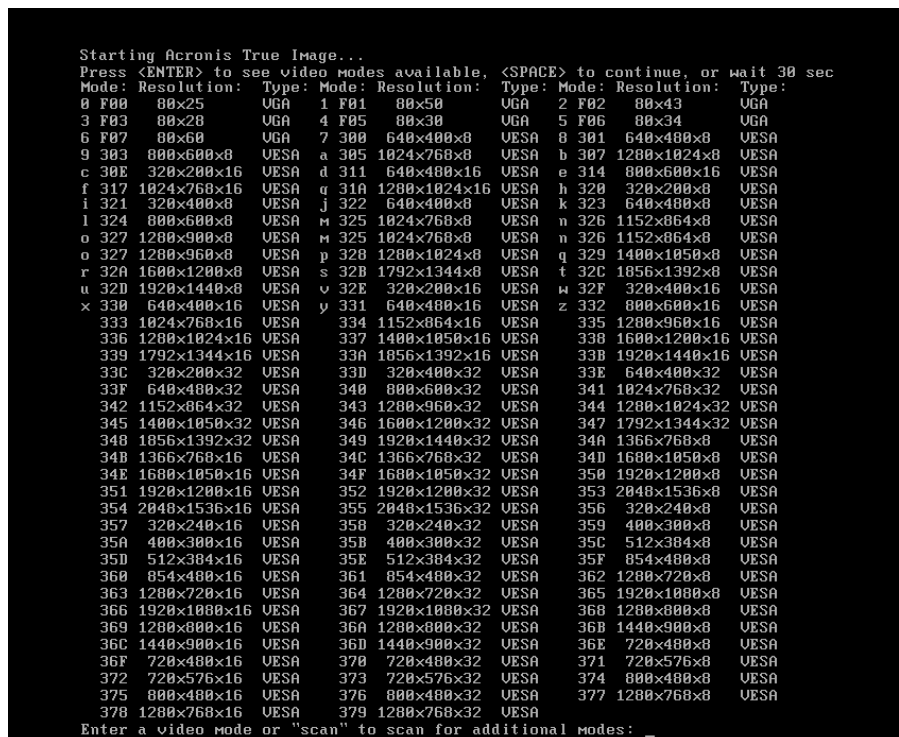 Starting Acronis True Image...
Press <ENTER> to see video modes available, <SPACE> to continue, or wait 30 sec
Mode: Resolution: Type: Mode: Resolution: Type: Mode: Resolution: Type:
0 F00 80x25 VGA 1 F01 80x50 VGA 2 F02 80x43 VGA
3 F03 80x28 VGA 4 F05 80x30 VGA 5 F06 80x34 VGA
6 F07 80x60 VGA 7 300 640x400x8 VESA 8 301 640x480x8 VESA
9 303 800x600x8 VESA a 305 1024x768x8 VESA b 307 1280x1024x8 VESA
c 30E 320x200x16 VESA d 311 640x480x16 VESA e 314 800x600x16 VESA
f 317 1024x768x16 VESA g 31A 1280x1024x16 VESA h 320 320x200x8 VESA
i 321 320x400x8 VESA j 322 640x400x8 VESA k 323 640x480x8 VESA
l 324 800x600x8 VESA m 325 1024x768x8 VESA n 326 1152x864x8 VESA
o 327 1280x900x8 VESA m 325 1024x768x8 VESA n 326 1152x864x8 VESA
o 327 1280x960x8 VESA p 328 1280x1024x8 VESA q 329 1400x1050x8 VESA
r 32A 1600x1200x8 VESA s 32B 1792x1344x8 VESA t 32C 1856x1392x8 VESA
u 32D 1920x1440x8 VESA v 32E 320x200x16 VESA w 32F 320x400x16 VESA
x 330 640x400x16 VESA y 331 640x480x16 VESA z 332 800x600x16 VESA
333 1024x768x16 VESA 334 1152x864x16 VESA 335 1280x960x16 VESA
336 1280x1024x16 VESA 337 1400x1050x16 VESA 338 1600x1200x16 VESA
339 1792x1344x16 VESA 33A 1856x1392x16 VESA 33B 1920x1440x16 VESA
33C 320x200x32 VESA 33D 320x400x32 VESA 33E 640x400x32 VESA
33F 640x480x32 VESA 340 800x600x32 VESA 341 1024x768x32 VESA
342 1152x864x32 VESA 343 1280x960x32 VESA 344 1280x1024x32 VESA
345 1400x1050x32 VESA 346 1600x1200x32 VESA 347 1792x1344x32 VESA
348 1856x1392x32 VESA 349 1920x1440x32 VESA 34A 1366x768x8 VESA
34B 1366x768x16 VESA 34C 1366x768x32 VESA 34D 1680x1050x8 VESA
34E 1680x1050x16 VESA 34F 1680x1050x32 VESA 350 1920x1200x8 VESA
351 1920x1200x16 VESA 352 1920x1200x32 VESA 353 2048x1536x8 VESA
354 2048x1536x16 VESA 355 2048x1536x32 VESA 356 320x240x8 VESA
357 320x240x16 VESA 358 320x240x32 VESA 359 400x300x8 VESA
35A 400x300x16 VESA 35B 400x300x32 VESA 35C 512x384x8 VESA
35D 512x384x16 VESA 35E 512x384x32 VESA 35F 854x480x8 VESA
360 854x480x16 VESA 361 854x480x32 VESA 362 1280x720x8 VESA
363 1280x720x16 VESA 364 1280x720x32 VESA 365 1920x1080x8 VESA
366 1920x1080x16 VESA 367 1920x1080x32 VESA 368 1280x800x8 VESA
369 1280x800x16 VESA 36A 1280x800x32 VESA 36B 1440x900x8 VESA
36C 1440x900x16 VESA 36D 1440x900x32 VESA 36E 720x480x8 VESA
36F 720x480x16 VESA 370 720x480x32 VESA 371 720x576x8 VESA
372 720x576x16 VESA 373 720x576x32 VESA 374 800x480x8 VESA
375 800x480x16 VESA 376 800x480x32 VESA 377 1280x768x8 VESA
378 1280x768x16 VESA 379 1280x768x32 VESA
Enter a video mode or "scan" to scan for additional modes: _